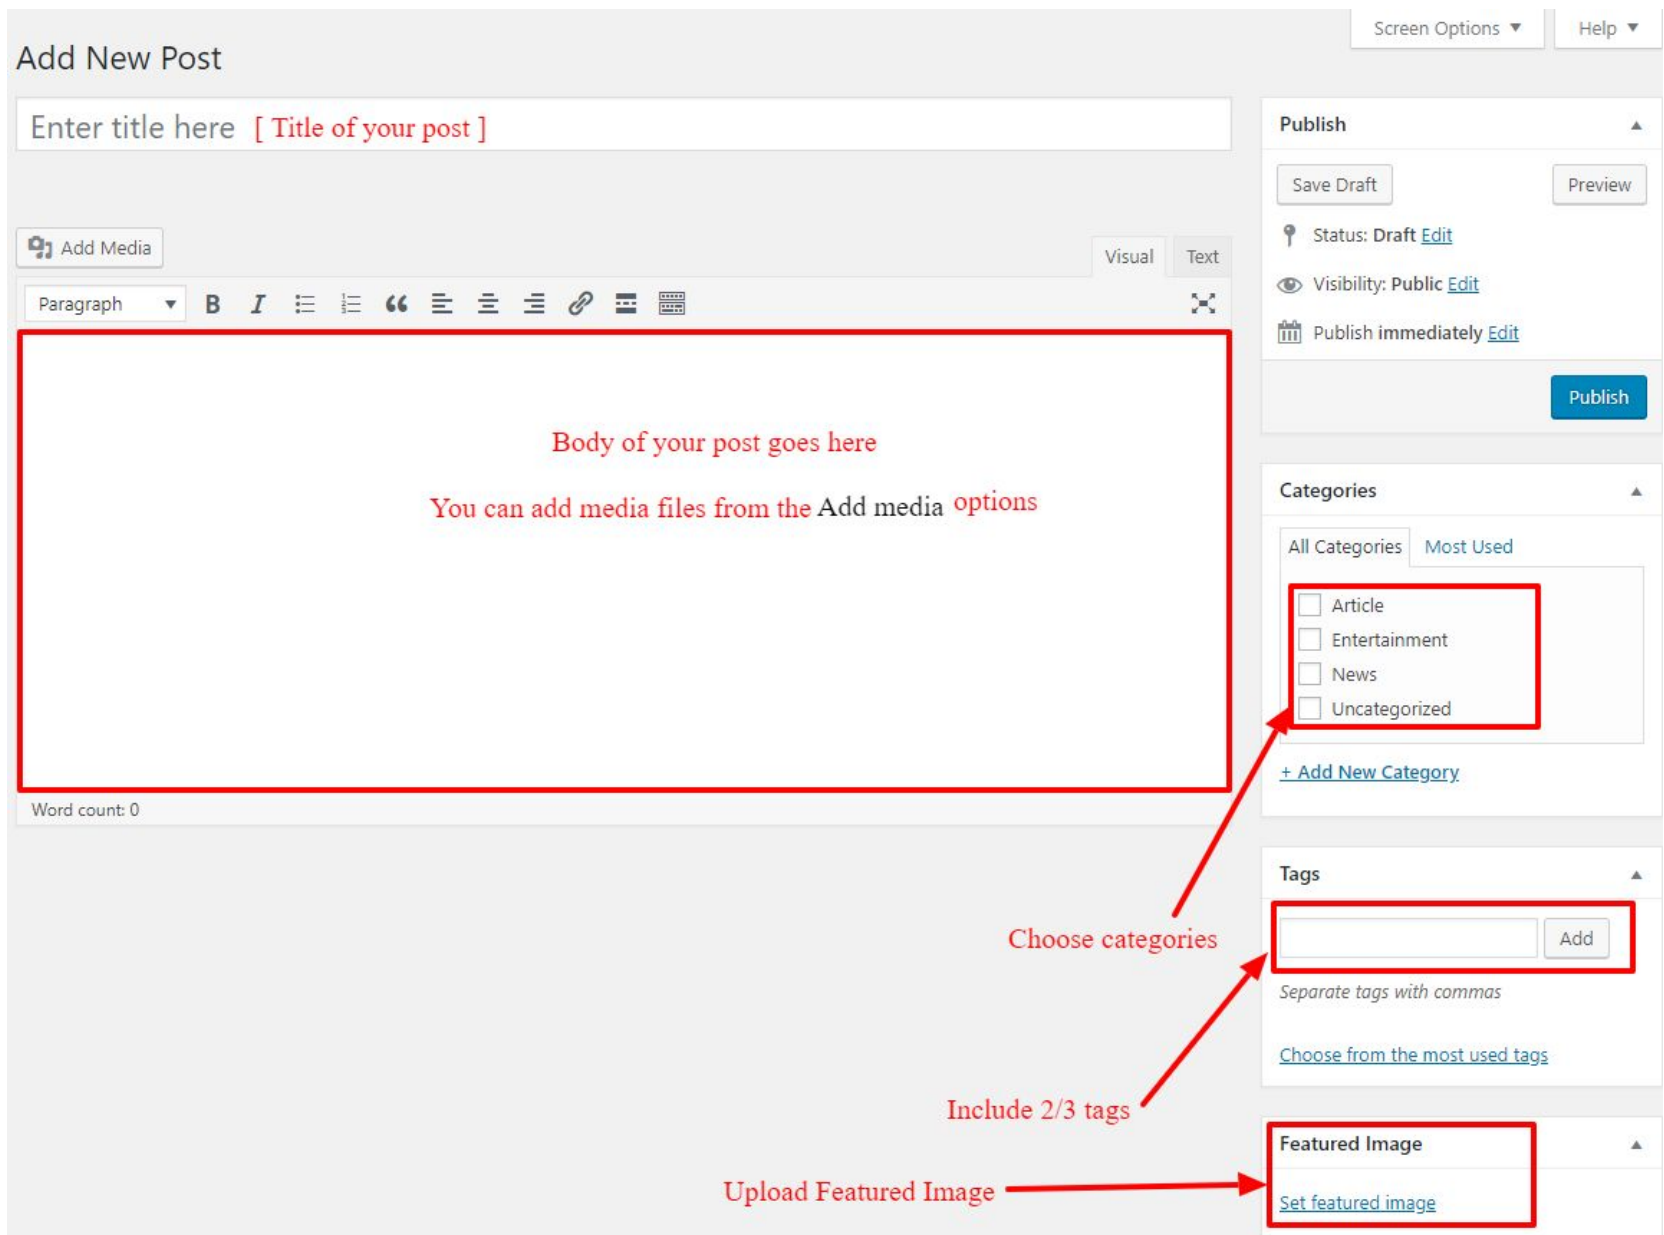 Screen Options ▼
Help ▼
Add New Post
Enter title here [ Title of your post ]
Add Media
Visual
Text
Paragraph ▼
Body of your post goes here
You can add media files from the Add media options
Word count: 0
Publish
Save Draft
Preview
Status: Draft Edit
Visibility: Public Edit
Publish immediately Edit
Publish
Categories
All Categories
Most Used
Article
Entertainment
News
Uncategorized
+ Add New Category
Choose categories
Tags
Add
Separate tags with commas
Choose from the most used tags
Include 2/3 tags
Featured Image
Upload Featured Image
Set featured image